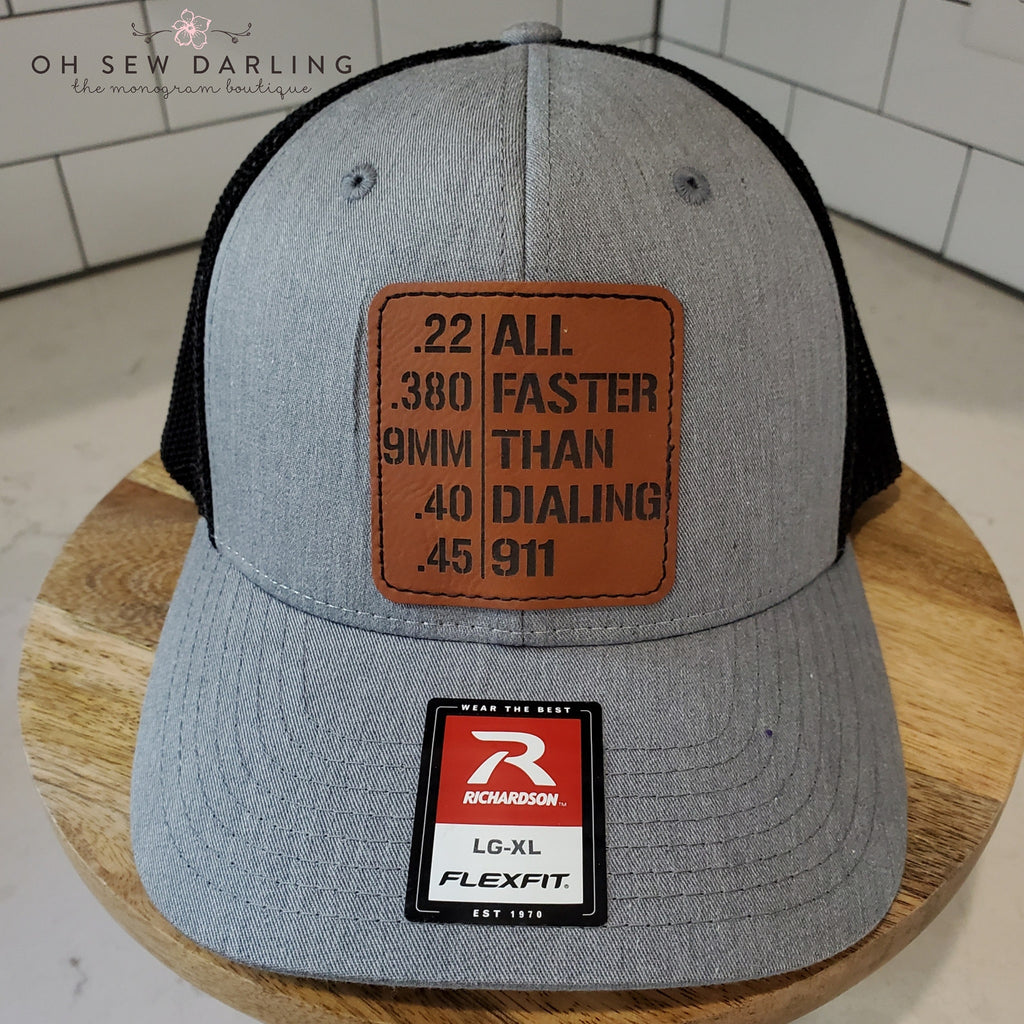 OH SEW DARLING
the monogram boutique
.22 ALL
.380 FASTER
9MM THAN
.40 DIALING
.45 911
WEAR THE BEST
R
RICHARDSON™
LG-XL
FLEXFIT®
EST 1970